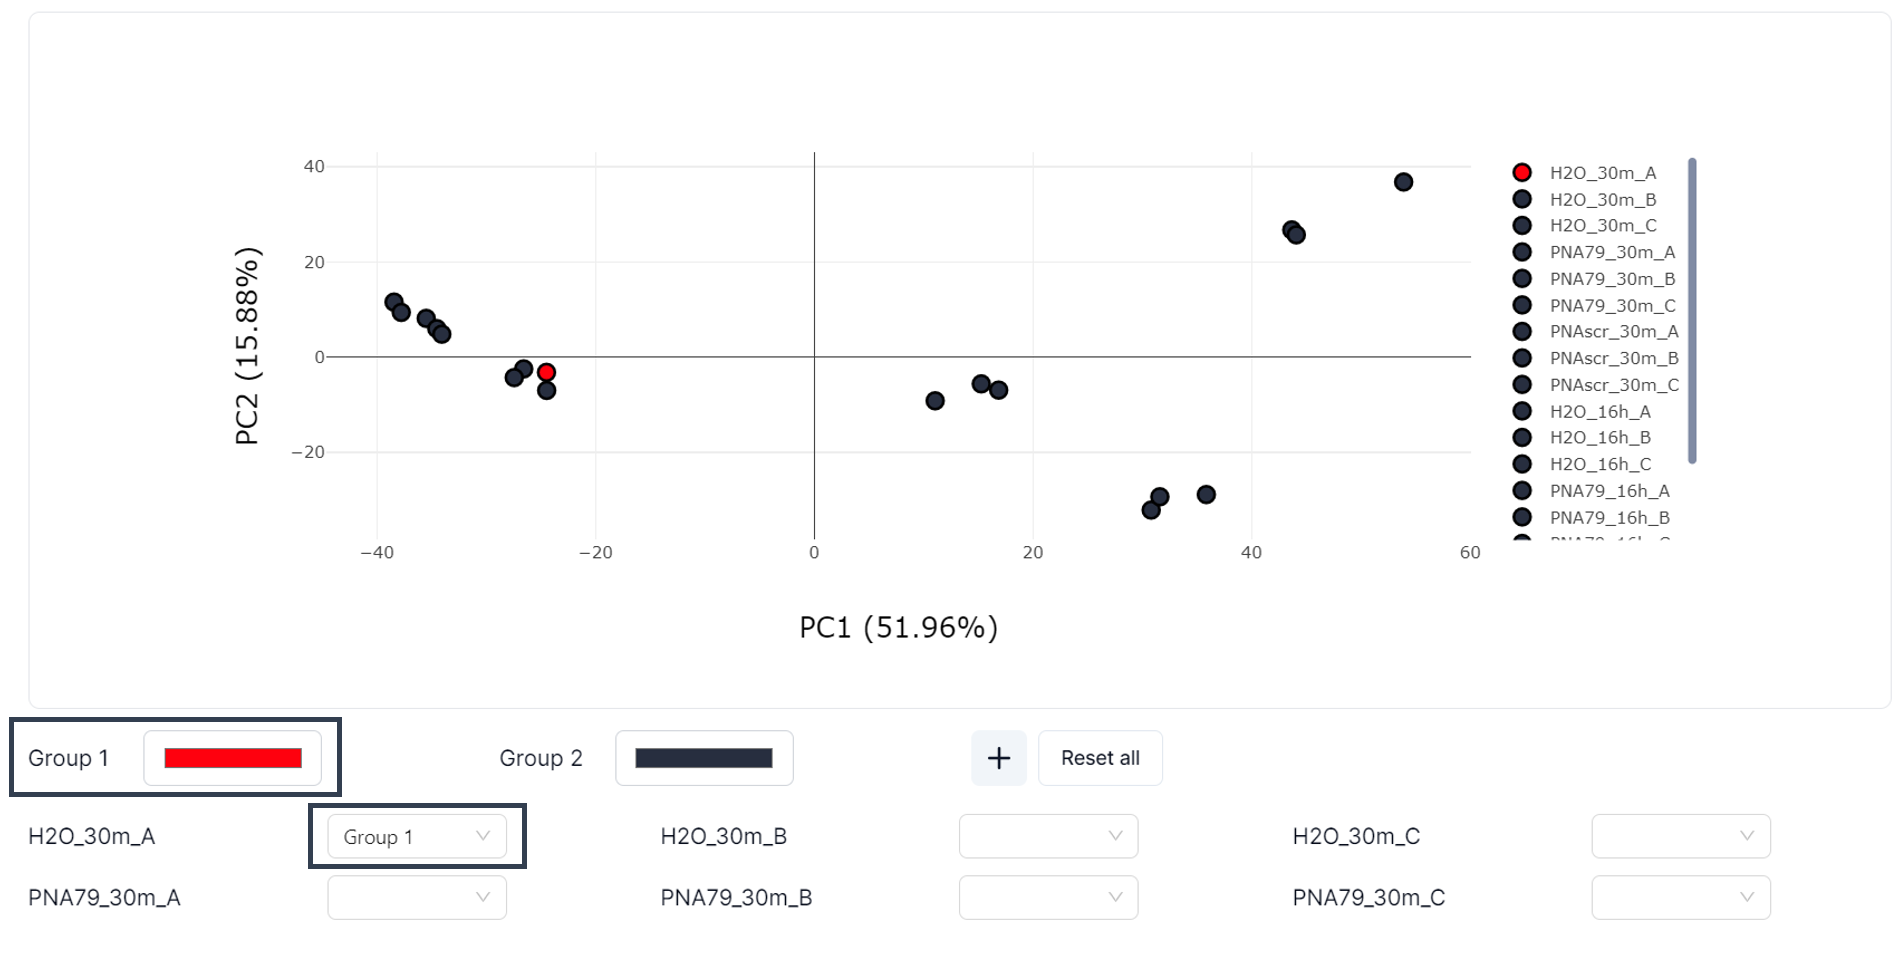 40
20
0
−20
−40
−20
0
20
40
60
PC2 (15.88%)
PC1 (51.96%)
H2O_30m_A
H2O_30m_B
H2O_30m_C
PNA79_30m_A
PNA79_30m_B
PNA79_30m_C
PNAscr_30m_A
PNAscr_30m_B
PNAscr_30m_C
H2O_16h_A
H2O_16h_B
H2O_16h_C
PNA79_16h_A
PNA79_16h_B
Group 1
Group 2
+
Reset all
H2O_30m_A
Group 1
H2O_30m_B
H2O_30m_C
PNA79_30m_A
PNA79_30m_B
PNA79_30m_C